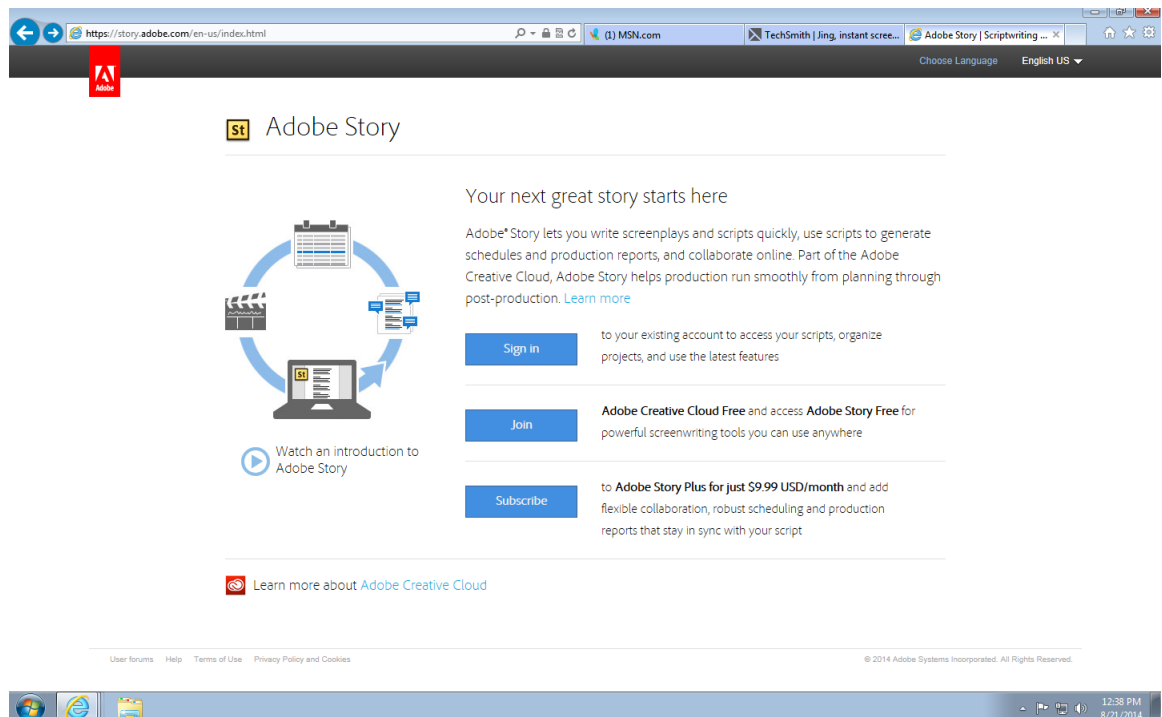 https://story.adobe.com/en-us/index.html
(1) MSN.com
TechSmith | Jing, instant scree...
Adobe Story | Scriptwriting ...
Choose Language
English US
Adobe
St
Adobe Story
Your next great story starts here
Adobe® Story lets you write screenplays and scripts quickly, use scripts to generate
schedules and production reports, and collaborate online. Part of the Adobe
Creative Cloud, Adobe Story helps production run smoothly from planning through
post-production. Learn more
St
Watch an introduction to
Adobe Story
Sign in
to your existing account to access your scripts, organize
projects, and use the latest features
Join
Adobe Creative Cloud Free and access Adobe Story Free for
powerful screenwriting tools you can use anywhere
Subscribe
to Adobe Story Plus for just $9.99 USD/month and add
flexible collaboration, robust scheduling and production
reports that stay in sync with your script
Learn more about Adobe Creative Cloud
User forums Help Terms of Use Privacy Policy and Cookies
© 2014 Adobe Systems Incorporated. All Rights Reserved.
12:38 PM
8/21/2014